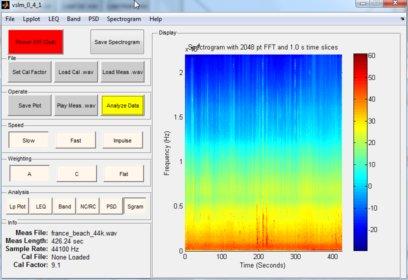 vslm_0_4_1
Lp Lplot LEQ Band PSD Spectrogram Help
Save Spectrogram
File
Set Cal Factor Load Cal .wav Load Meas .wav
Operate
Save Plot Play Meas .wav Analyze Data
Speed
Slow Fast Impulse
Weighting
A C Flat
Analysis
Lp Plot LEQ Band NC/RC PSD Sgram
Info
Meas File: france_beach_44k.wav
Meas Length: 426.24 sec
Sample Rate: 44100 Hz
Cal File: None Loaded
Cal Factor: 9.1
Display
Spectrogram with 2048 pt FFT and 1.0 s time slices
Frequency (Hz)
2
1.5
1
0.5
0
0 100 200 300 400
Time (Seconds)
60
50
40
30
20
10
0
-10
-20